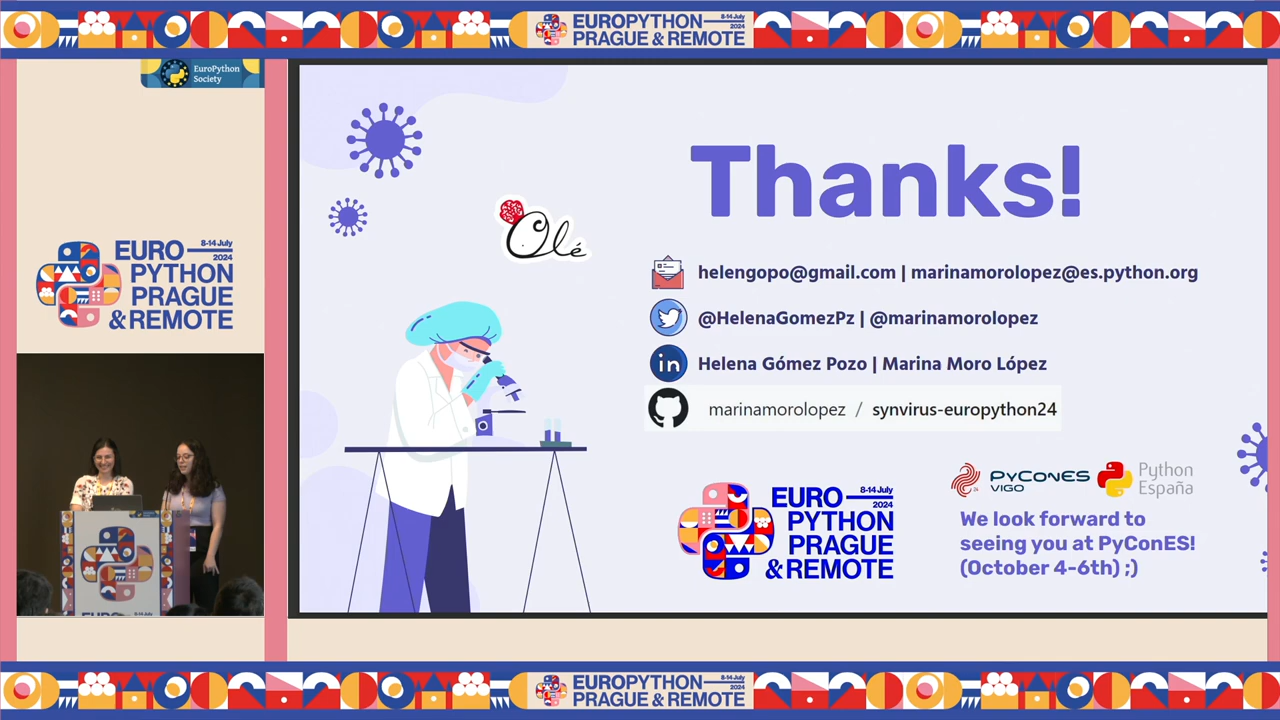 EUROPYTHON 8-14 July 2024
PRAGUE & REMOTE
EuroPython
Society
EURO 8-14 July 2024
PYTHON
PRAGUE
& REMOTE
Thanks!
Olé
helengopo@gmail.com | marinamorolopez@es.python.org
@HelenaGomezPz | @marinamorolopez
in Helena Gómez Pozo | Marina Moro López
marinamorolopez / synvirus-europython24
PyConES
VIGO
24
Python
España
EURO 8-14 July 2024
PYTHON
PRAGUE
& REMOTE
We look forward to
seeing you at PyConES!
(October 4-6th) ;)
EURO
EUROPYTHON 8-14 July 2024
PRAGUE & REMOTE